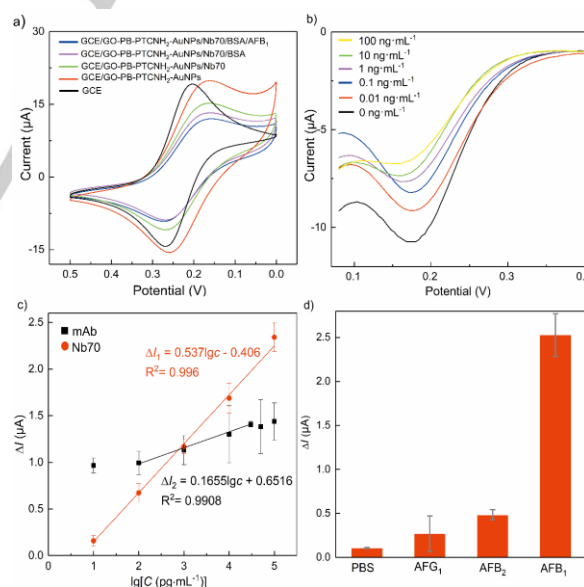 a)
GCE/GO-PB-PTCNH₂-AuNPs/Nb70/BSA/AFB₁
GCE/GO-PB-PTCNH₂-AuNPs/Nb70/BSA
GCE/GO-PB-PTCNH₂-AuNPs/Nb70
GCE/GO-PB-PTCNH₂-AuNPs
GCE
30
15
0
-15
Current (μA)
0.5 0.4 0.3 0.2 0.1 0.0
Potential (V)
b)
100 ng·mL⁻¹
10 ng·mL⁻¹
1 ng·mL⁻¹
0.1 ng·mL⁻¹
0.01 ng·mL⁻¹
0 ng·mL⁻¹
0
-5
-10
Current (μA)
0.1 0.2 0.3 0.4
Potential (V)
c)
mAb
Nb70
ΔI₁ = 0.537lgc - 0.406
R²= 0.996
ΔI₂ = 0.1655lgc + 0.6516
R²= 0.9908
2.5
2.0
1.5
1.0
0.5
0.0
ΔI (μA)
0 1 2 3 4 5
lg[C (pg·mL⁻¹)]
d)
2.5
2.0
1.5
1.0
0.5
0.0
ΔI (μA)
PBS AFG₁ AFB₂ AFB₁